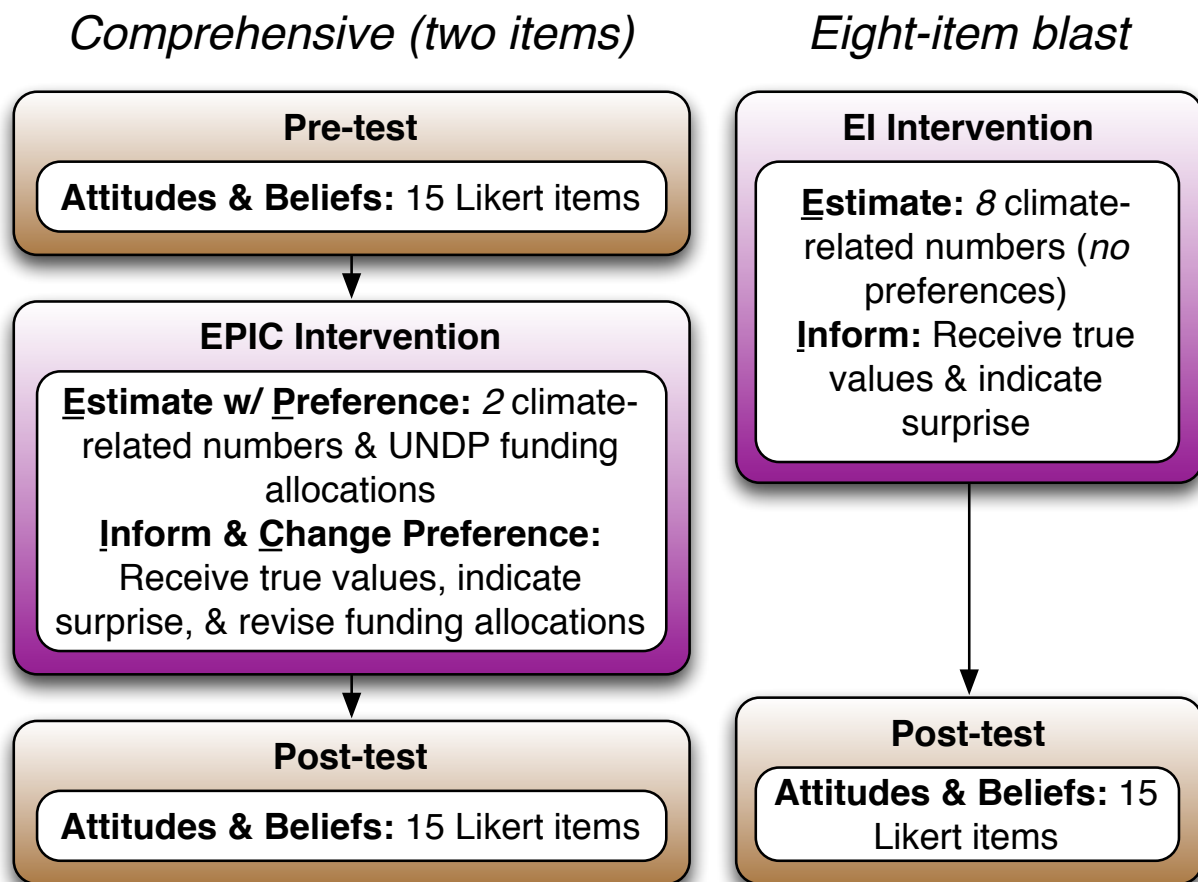 Comprehensive (two items)
Pre-test
Attitudes & Beliefs: 15 Likert items
EPIC Intervention
Estimate w/ Preference: 2 climate-
related numbers & UNDP funding
allocations
Inform & Change Preference:
Receive true values, indicate
surprise, & revise funding allocations
Post-test
Attitudes & Beliefs: 15 Likert items
Eight-item blast
EI Intervention
Estimate: 8 climate-
related numbers (no
preferences)
Inform: Receive true
values & indicate
surprise
Post-test
Attitudes & Beliefs: 15
Likert items